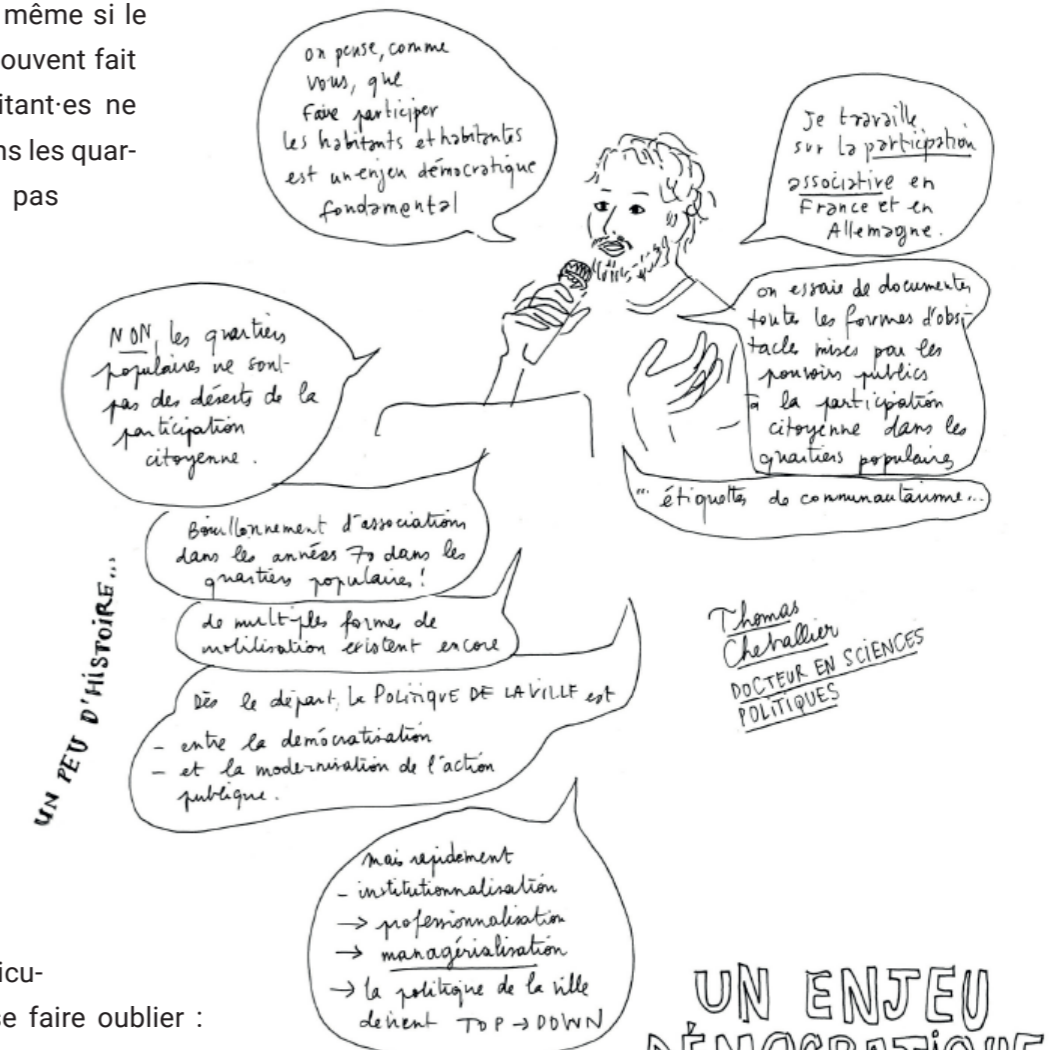 même si le
ouvent fait
itant·es ne
ns les quar-
pas
on pense, comme
vous, que
faire participer
les habitants et habitantes
est un enjeu démocratique
fondamental
Je travaille
sur la participation
associative en
France et en
Allemagne.
on essaie de documenter
toutes les formes d'obs-
tacles mises par les
pouvoirs publics
à la participation
citoyenne dans les
quartiers populaires
... étiquettes de communautarisme...
NON, les quartiers
populaires ne sont
pas des déserts de la
participation
citoyenne.
UN PEU D'HISTOIRE...
Bouillonnement d'associations
dans les années 70 dans les
quartiers populaires !
de multiples formes de
mobilisation existent encore
Dès le départ, la POLITIQUE DE LA VILLE est
- entre la démocratisation
- et la modernisation de l'action
publique.
mais rapidement
- institutionnalisation
→ professionnalisation
→ managérialisation
→ la politique de la ville
devient TOP → DOWN
Thomas
Chevallier
DOCTEUR EN SCIENCES
POLITIQUES
icu-
se faire oublier :
UN ENJEU
DÉMOCRATIQUE